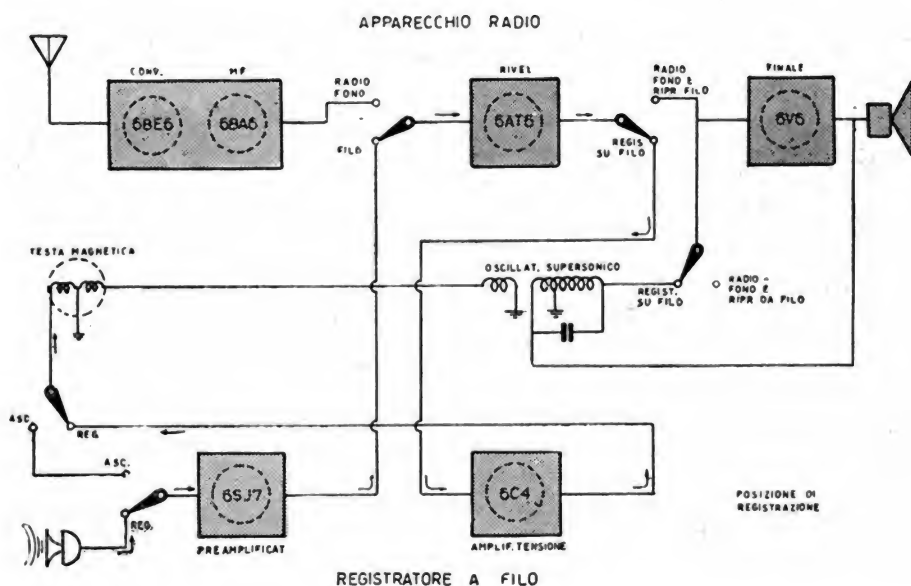 APPARECCHIO RADIO
CONV.
MF
RIVEL
FINALE
RADIO
FONO
RADIO
FONO E
RIPR FILO
6BE6
6BA6
6AT6
6V6
FILO
REGIS
SU FILO
TESTA MAGNETICA
OSCILLAT. SUPERSONICO
REGIST.
SU FILO
RADIO -
FONO E
RIPR DA FILO
ASC.
REG.
ASC.
REG.
6SJ7
6C4
PREAMPLIFICAT
AMPLIF. TENSIONE
POSIZIONE DI
REGISTRAZIONE
REGISTRATORE A FILO